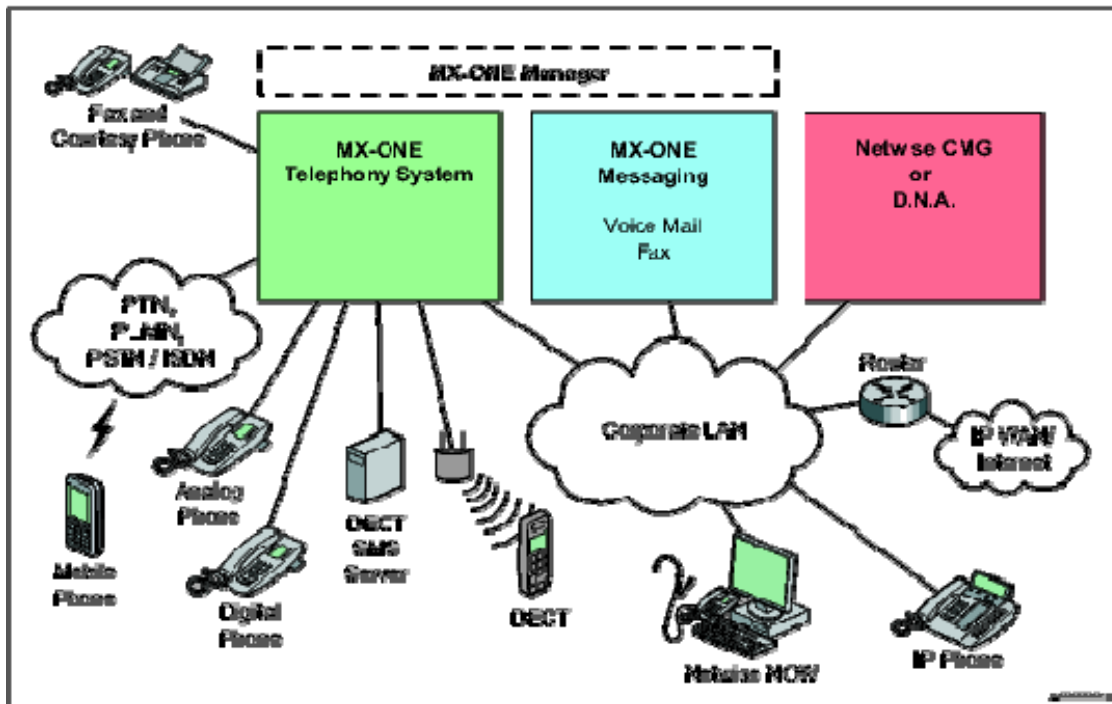 MX-ONE Manager
Fax and
Courtesy Phone
MX-ONE
Telephony System
MX-ONE
Messaging
Voice Mail
Fax
Netwise CMG
or
D.N.A.
PTN,
PLMN,
PSTN / ISDN
Router
Corporate LAN
IP WAN/
Internet
Analog
Phone
DECT
SMS
Server
Mobile
Phone
Digital
Phone
DECT
Netwise NOW
IP Phone